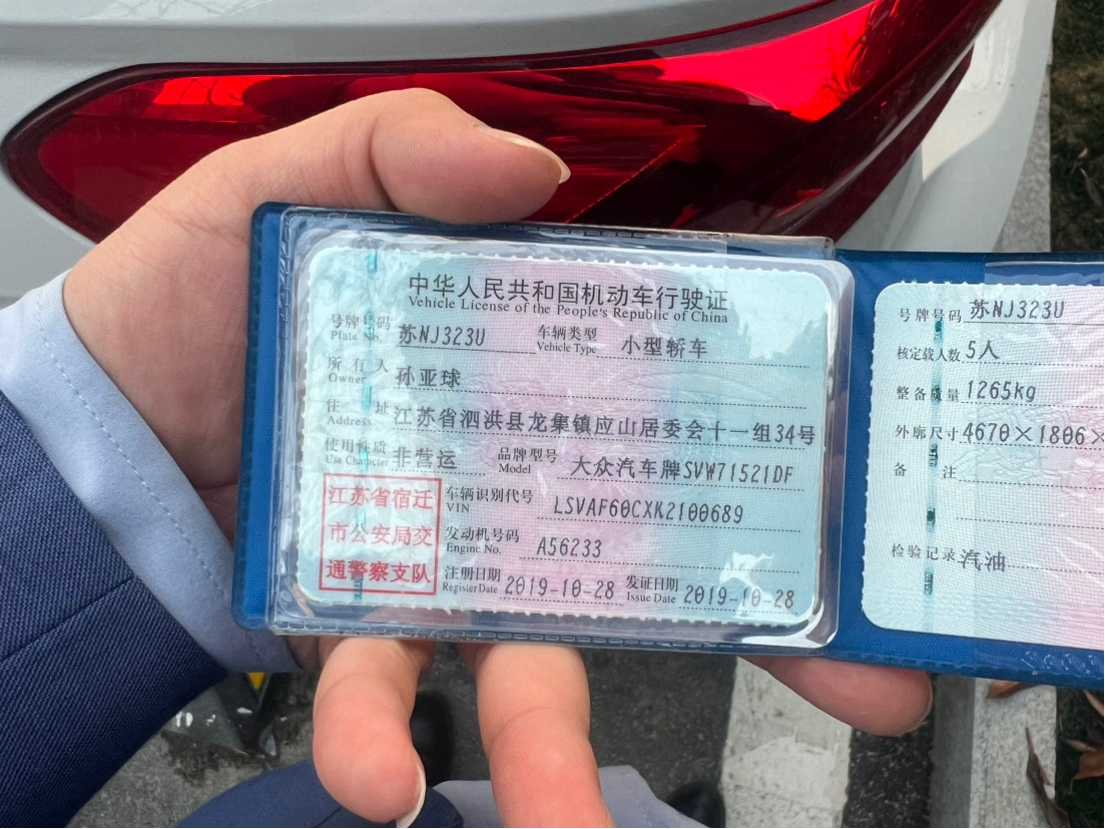 中华人民共和国机动车行驶证
Vehicle License of the People's Republic of China
号牌号码 苏NJ323U 车辆类型 小型轿车
Plate No. Vehicle Type
所有人 孙亚球
Owner
住址 江苏省泗洪县龙集镇应山居委会十一组34号
Address
使用性质 非营运 品牌型号 大众汽车牌SVW71521DF
Use Character Model
江苏省宿迁
市公安局交
通警察支队
车辆识别代号 LSVAF60CXK2100689
VIN
发动机号码 A56233
Engine No.
注册日期 2019-10-28 发证日期 2019-10-28
Register Date Issue Date
号牌号码 苏NJ323U
核定载人数 5人
整备质量 1265kg
外廓尺寸 4670×1806×
备注
检验记录 汽油